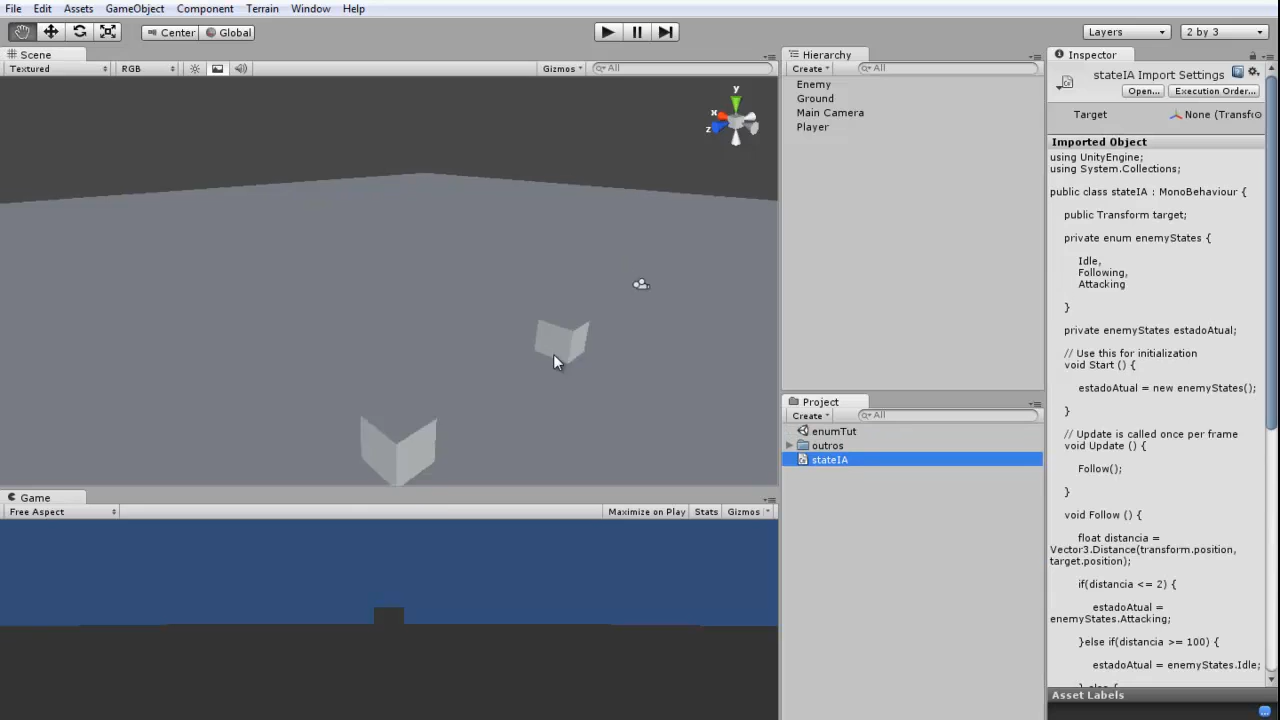 File Edit Assets GameObject Component Terrain Window Help
Center Global Layers 2 by 3
Scene
Textured RGB Gizmos All
y
x
z
Game
Free Aspect Maximize on Play Stats Gizmos
Hierarchy
Create All
Enemy
Ground
Main Camera
Player
Project
Create All
enumTut
outros
stateIA
Inspector
stateIA Import Settings
Open... Execution Order...
Target None (Transfo
Imported Object
using UnityEngine;
using System.Collections;
public class stateIA : MonoBehaviour {
public Transform target;
private enum enemyStates {
Idle,
Following,
Attacking
}
private enemyStates estadoAtual;
// Use this for initialization
void Start () {
estadoAtual = new enemyStates();
}
// Update is called once per frame
void Update () {
Follow();
}
void Follow () {
float distancia =
Vector3.Distance(transform.position,
target.position);
if(distancia <= 2) {
estadoAtual =
enemyStates.Attacking;
}else if(distancia >= 100) {
estadoAtual = enemyStates.Idle;
} else {
Asset Labels